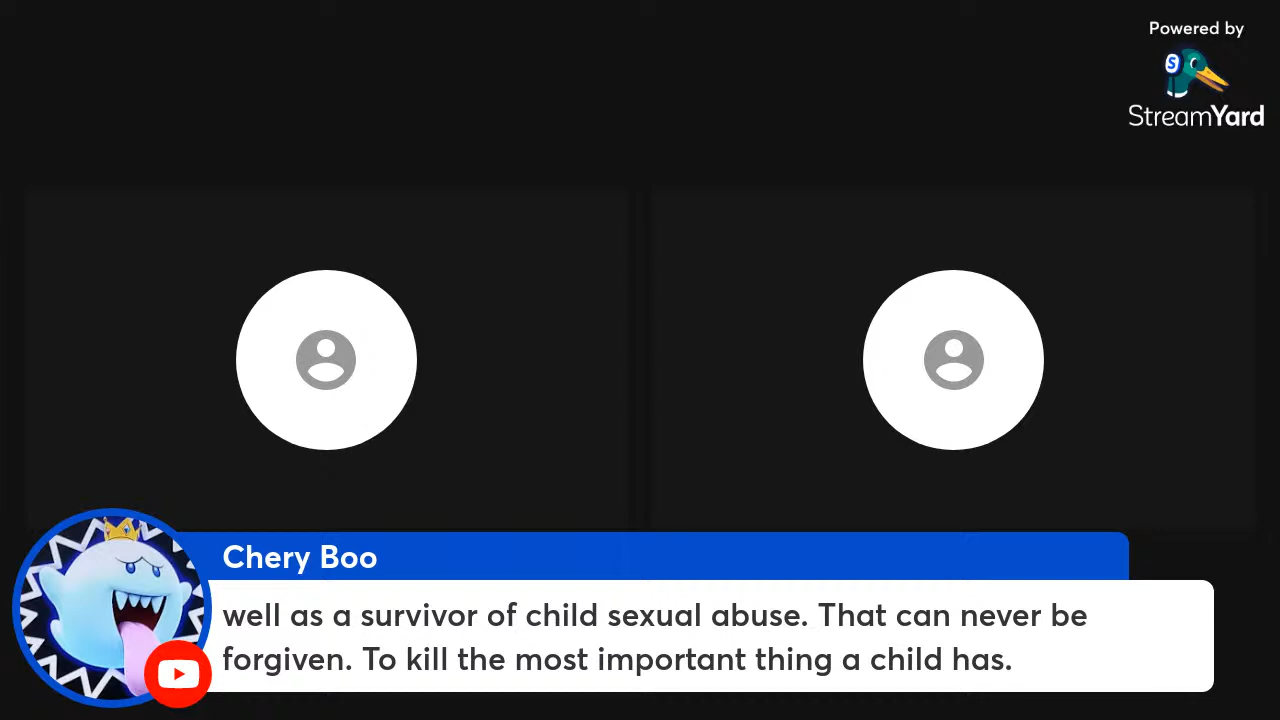 Powered by
S
StreamYard
Chery Boo
well as a survivor of child sexual abuse. That can never be
forgiven. To kill the most important thing a child has.